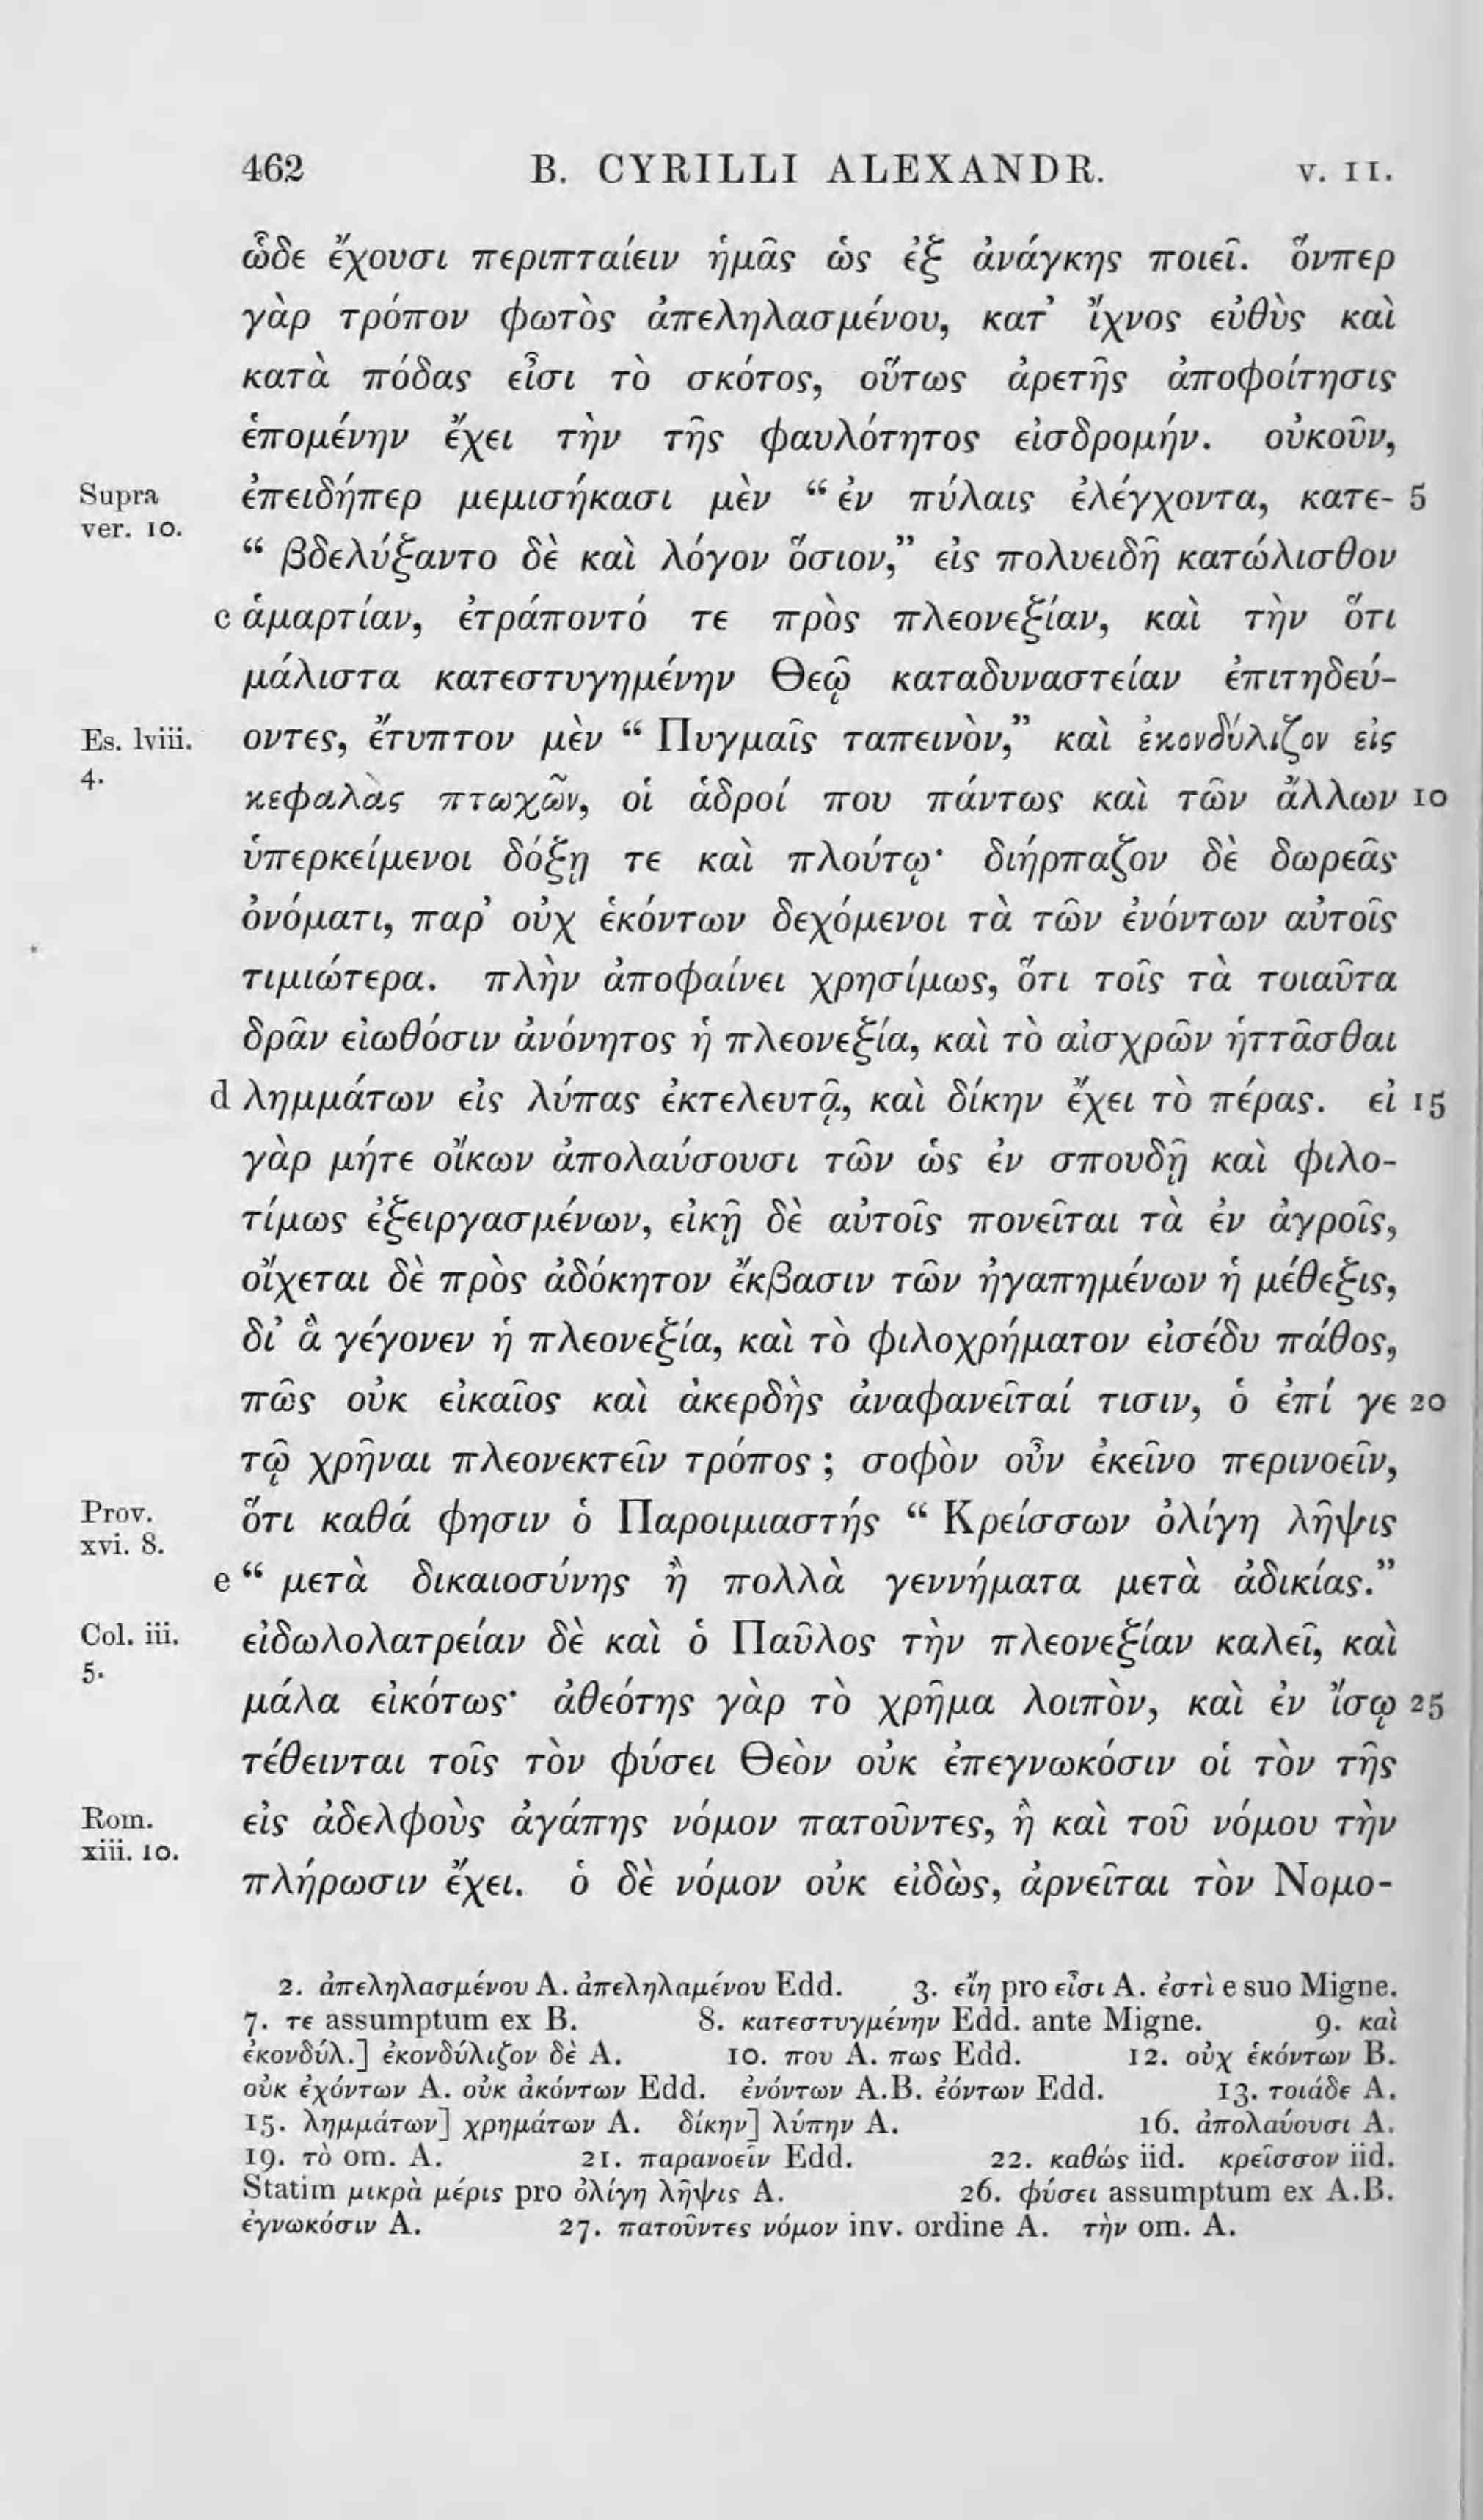 462 B. CYRILLI ALEXANDR. V. II.
ὧδε ἔχουσι περιπταίειν ἡμᾶς ὡς ἐξ ἀνάγκης ποιεῖ. ὅνπερ
γὰρ τρόπον φωτὸς ἀπεληλασμένου, κατ’ ἴχνος εὐθὺς καὶ
κατὰ πόδας εἶσι τὸ σκότος, οὕτως ἀρετῆς ἀποφοίτησις
ἑπομένην ἔχει τὴν τῆς φαυλότητος εἰσδρομήν. οὐκοῦν,
Supra ver. 10. ἐπειδήπερ μεμισήκασι μὲν “ ἐν πύλαις ἐλέγχοντα, κατε- 5
“ βδελύξαντο δὲ καὶ λόγον ὅσιον,” εἰς πολυειδῆ κατώλισθον
c ἁμαρτίαν, ἐτράποντό τε πρὸς πλεονεξίαν, καὶ τὴν ὅτι
μάλιστα κατεστυγημένην Θεῷ καταδυναστείαν ἐπιτηδεύ-
Es. lviii. 4. οντες, ἔτυπτον μὲν “ Πυγμαῖς ταπεινὸν,” καὶ ἐκονδύλιζον εἰς
κεφαλὰς πτωχῶν, οἱ ἁδροί που πάντως καὶ τῶν ἄλλων 10
ὑπερκείμενοι δόξῃ τε καὶ πλούτῳ· διήρπαζον δὲ δωρεᾶς
ὀνόματι, παρ’ οὐχ ἑκόντων δεχόμενοι τὰ τῶν ἐνόντων αὐτοῖς
τιμιώτερα. πλὴν ἀποφαίνει χρησίμως, ὅτι τοῖς τὰ τοιαῦτα
δρᾶν εἰωθόσιν ἀνόνητος ἡ πλεονεξία, καὶ τὸ αἰσχρῶν ἡττᾶσθαι
d λημμάτων εἰς λύπας ἐκτελευτᾷ, καὶ δίκην ἔχει τὸ πέρας. εἰ 15
γὰρ μήτε οἴκων ἀπολαύσουσι τῶν ὡς ἐν σπουδῇ καὶ φιλο-
τίμως ἐξειργασμένων, εἰκῇ δὲ αὐτοῖς πονεῖται τὰ ἐν ἀγροῖς,
οἴχεται δὲ πρὸς ἀδόκητον ἔκβασιν τῶν ἠγαπημένων ἡ μέθεξις,
δι’ ἃ γέγονεν ἡ πλεονεξία, καὶ τὸ φιλοχρήματον εἰσέδυ πάθος,
πῶς οὐκ εἰκαῖος καὶ ἀκερδὴς ἀναφανεῖταί τισιν, ὁ ἐπί γε 20
τῷ χρῆναι πλεονεκτεῖν τρόπος ; σοφὸν οὖν ἐκεῖνο περινοεῖν,
Prov. xvi. 8. ὅτι καθά φησιν ὁ Παροιμιαστής “ Κρείσσων ὀλίγη λῆψις
e “ μετὰ δικαιοσύνης ἢ πολλὰ γεννήματα μετὰ ἀδικίας.”
Col. iii. 5. εἰδωλολατρείαν δὲ καὶ ὁ Παῦλος τὴν πλεονεξίαν καλεῖ, καὶ
μάλα εἰκότως· ἀθεότης γὰρ τὸ χρῆμα λοιπὸν, καὶ ἐν ἴσῳ 25
τέθεινται τοῖς τὸν φύσει Θεὸν οὐκ ἐπεγνωκόσιν οἱ τὸν τῆς
Rom. xiii. 10. εἰς ἀδελφοὺς ἀγάπης νόμον πατοῦντες, ἣ καὶ τοῦ νόμου τὴν
πλήρωσιν ἔχει. ὁ δὲ νόμον οὐκ εἰδὼς, ἀρνεῖται τὸν Νομο-
2. ἀπεληλασμένου A. ἀπεληλαμένου Edd. 3. εἴη pro εἶσι A. ἐστὶ e suo Migne.
7. τε assumptum ex B. 8. κατεστυγμένην Edd. ante Migne. 9. καὶ
ἐκονδύλ.] ἐκονδύλιζον δὲ A. 10. που A. πως Edd. 12. οὐχ ἑκόντων B.
οὐκ ἐχόντων A. οὐκ ἀκόντων Edd. ἐνόντων A.B. ἐόντων Edd. 13. τοιάδε A.
15. λημμάτων] χρημάτων A. δίκην] λύπην A. 16. ἀπολαύουσι A.
19. τὸ om. A. 21. παρανοεῖν Edd. 22. καθώς iid. κρεῖσσον iid.
Statim μικρὰ μέρις pro ὀλίγη λῆψις A. 26. φύσει assumptum ex A.B.
ἐγνωκόσιν A. 27. πατοῦντες νόμον inv. ordine A. τὴν om. A.